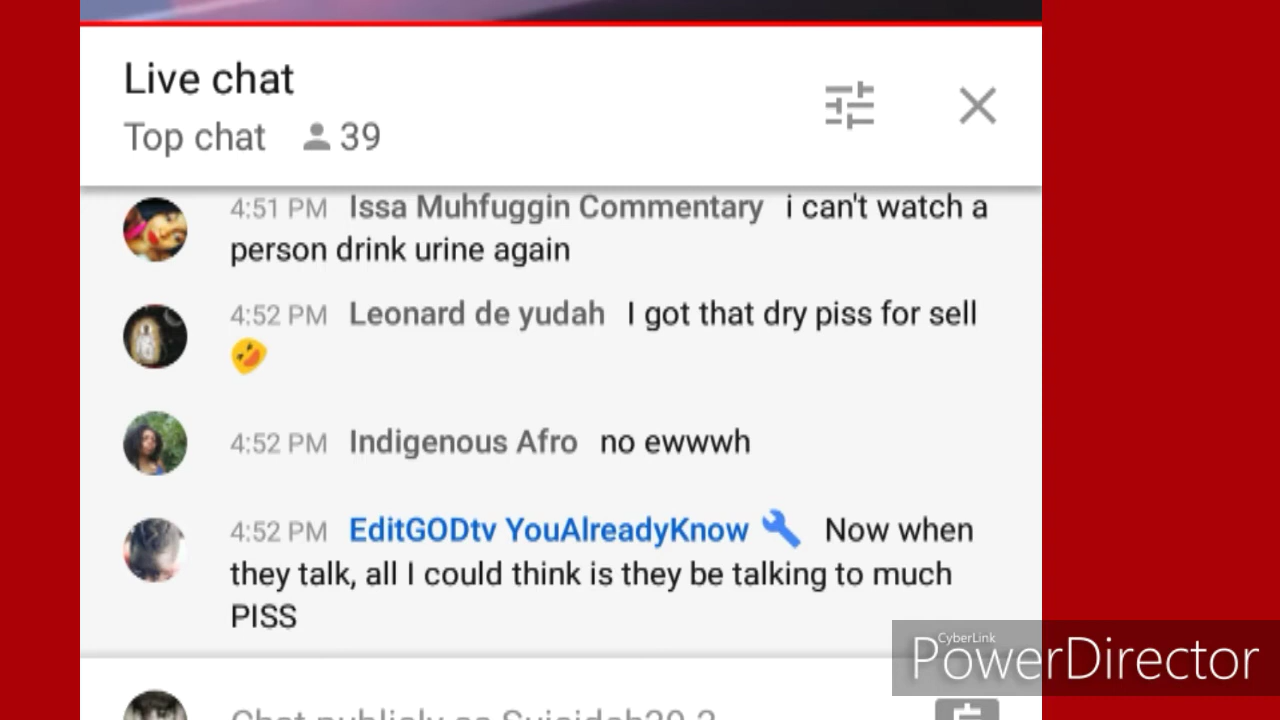 Live chat
Top chat 39
4:51 PM Issa Muhfuggin Commentary i can't watch a
person drink urine again
4:52 PM Leonard de yudah I got that dry piss for sell
🤣
4:52 PM Indigenous Afro no ewwwh
4:52 PM EditGODtv YouAlreadyKnow Now when
they talk, all I could think is they be talking to much
PISS
CyberLink
PowerDirector
Chat publicly as